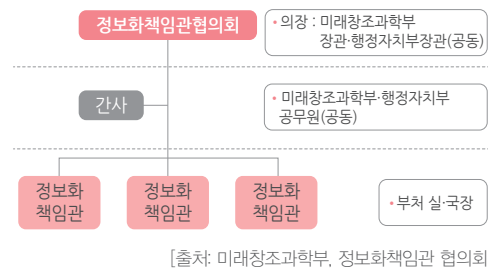 정보화책임관협의회
• 의장 : 미래창조과학부
장관·행정자치부장관(공동)
간사
• 미래창조과학부·행정자치부
공무원(공동)
정보화
책임관
정보화
책임관
정보화
책임관
• 부처 실·국장
[출처: 미래창조과학부, 정보화책임관 협의회